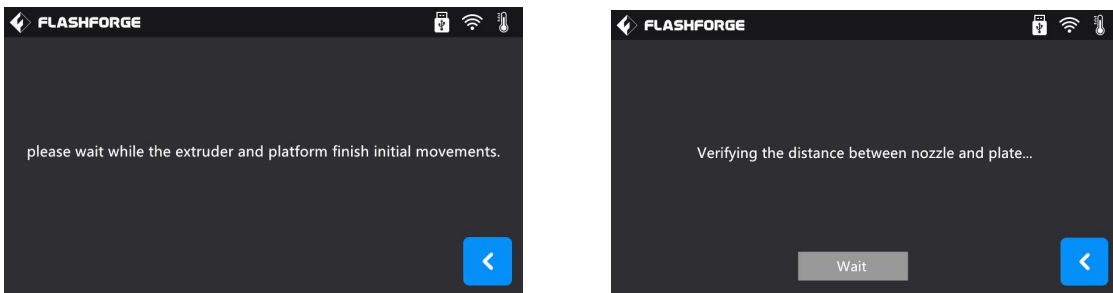 FLASHFORGE
please wait while the extruder and platform finish initial movements.
FLASHFORGE
Verifying the distance between nozzle and plate...
Wait